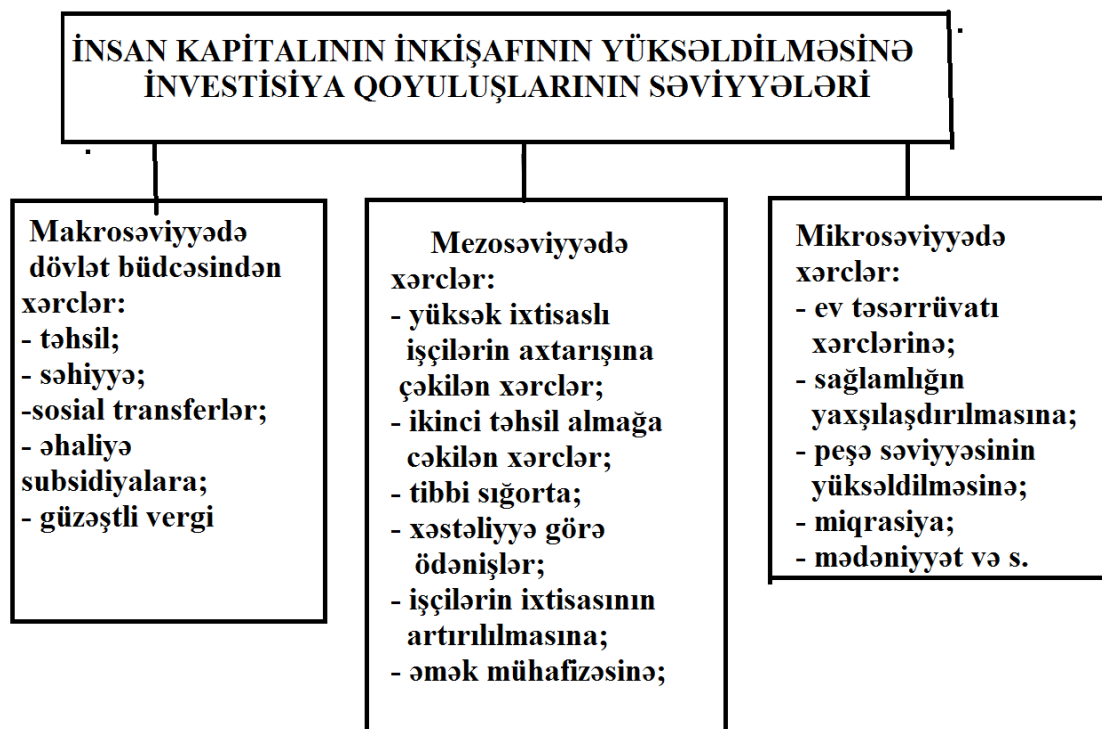 İNSAN KAPİTALININ İNKİŞAFININ YÜKSƏLDİLMƏSİNƏ
İNVESTİSİYA QOYULUŞLARININ SƏVİYYƏLƏRİ
Makrosəviyyədə
dövlət büdcəsindən
xərclər:
- təhsil;
- səhiyyə;
-sosial transferlər;
- əhaliyə
subsidiyalara;
- güzəştli vergi
Mezosəviyyədə
xərclər:
- yüksək ixtisaslı
işçilərin axtarışına
çəkilən xərclər;
- ikinci təhsil almağa
cəkilən xərclər;
- tibbi sığorta;
- xəstəliyyə görə
ödənişlər;
- işçilərin ixtisasının
artırılılmasına;
- əmək mühafizəsinə;
Mikrosəviyyədə
xərclər:
- ev təsərrüvatı
xərclərinə;
- sağlamlığın
yaxşılaşdırılmasına;
- peşə səviyyəsinin
yüksəldilməsinə;
- miqrasiya;
- mədəniyyət və s.